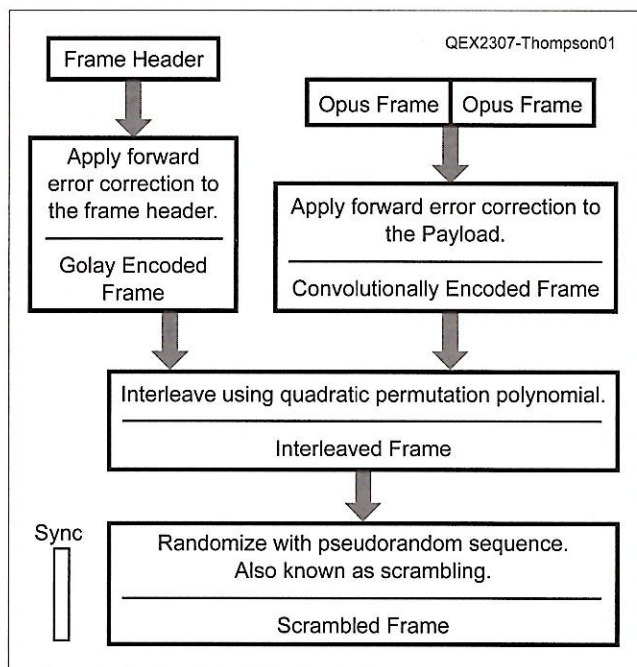 QEX2307-Thompson01
Frame Header
Opus Frame
Opus Frame
Apply forward
error correction to
the frame header.
Golay Encoded
Frame
Apply forward error correction to
the Payload.
Convolutionally Encoded Frame
Interleave using quadratic permutation polynomial.
Interleaved Frame
Sync
Randomize with pseudorandom sequence.
Also known as scrambling.
Scrambled Frame